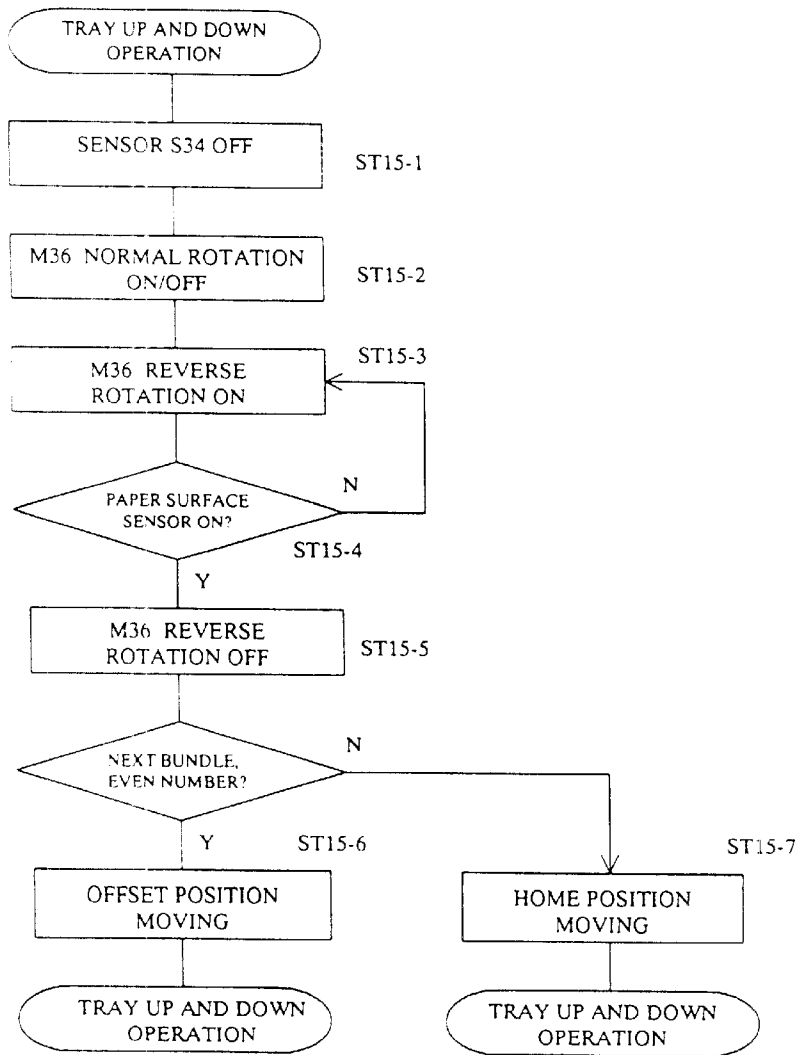 TRAY UP AND DOWN
OPERATION
SENSOR S34 OFF
ST15-1
M36 NORMAL ROTATION
ON/OFF
ST15-2
ST15-3
M36 REVERSE
ROTATION ON
N
PAPER SURFACE
SENSOR ON?
ST15-4
Y
M36 REVERSE
ROTATION OFF
ST15-5
N
NEXT BUNDLE,
EVEN NUMBER?
Y
ST15-6
ST15-7
OFFSET POSITION
MOVING
HOME POSITION
MOVING
TRAY UP AND DOWN
OPERATION
TRAY UP AND DOWN
OPERATION